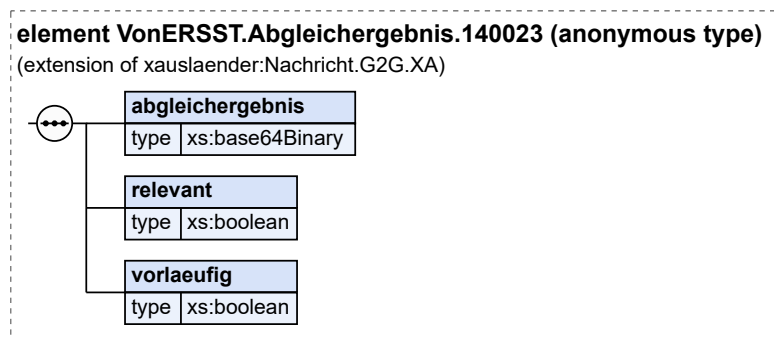 element VonERSST.Abgleichergebnis.140023 (anonymous type)
(extension of xauslaender:Nachricht.G2G.XA)
abgleichergebnis
type xs:base64Binary
relevant
type xs:boolean
vorlaeufig
type xs:boolean